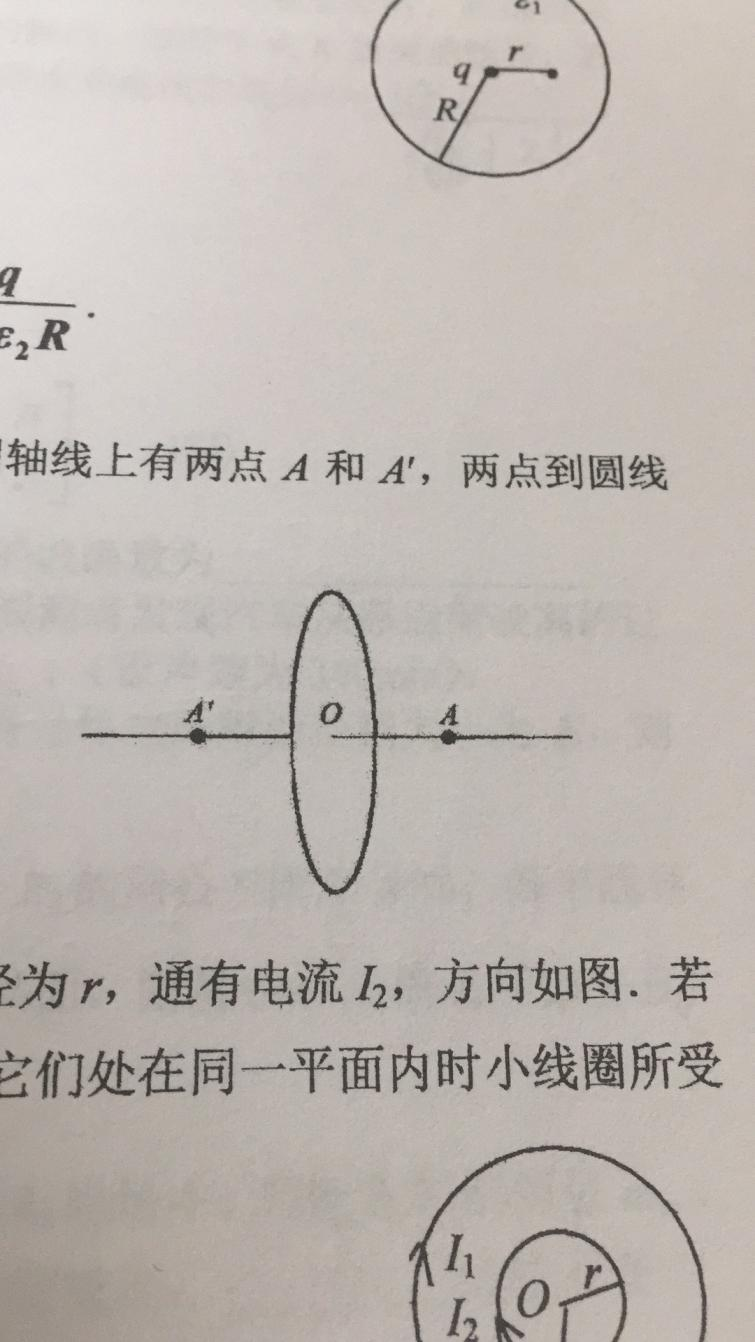 ε₁
q r
R
q
ε₂R .
轴线上有两点 A 和 A′，两点到圆线
A′ O A
径为 r，通有电流 I₂，方向如图．若
它们处在同一平面内时小线圈所受
I₁
r
I₂ O